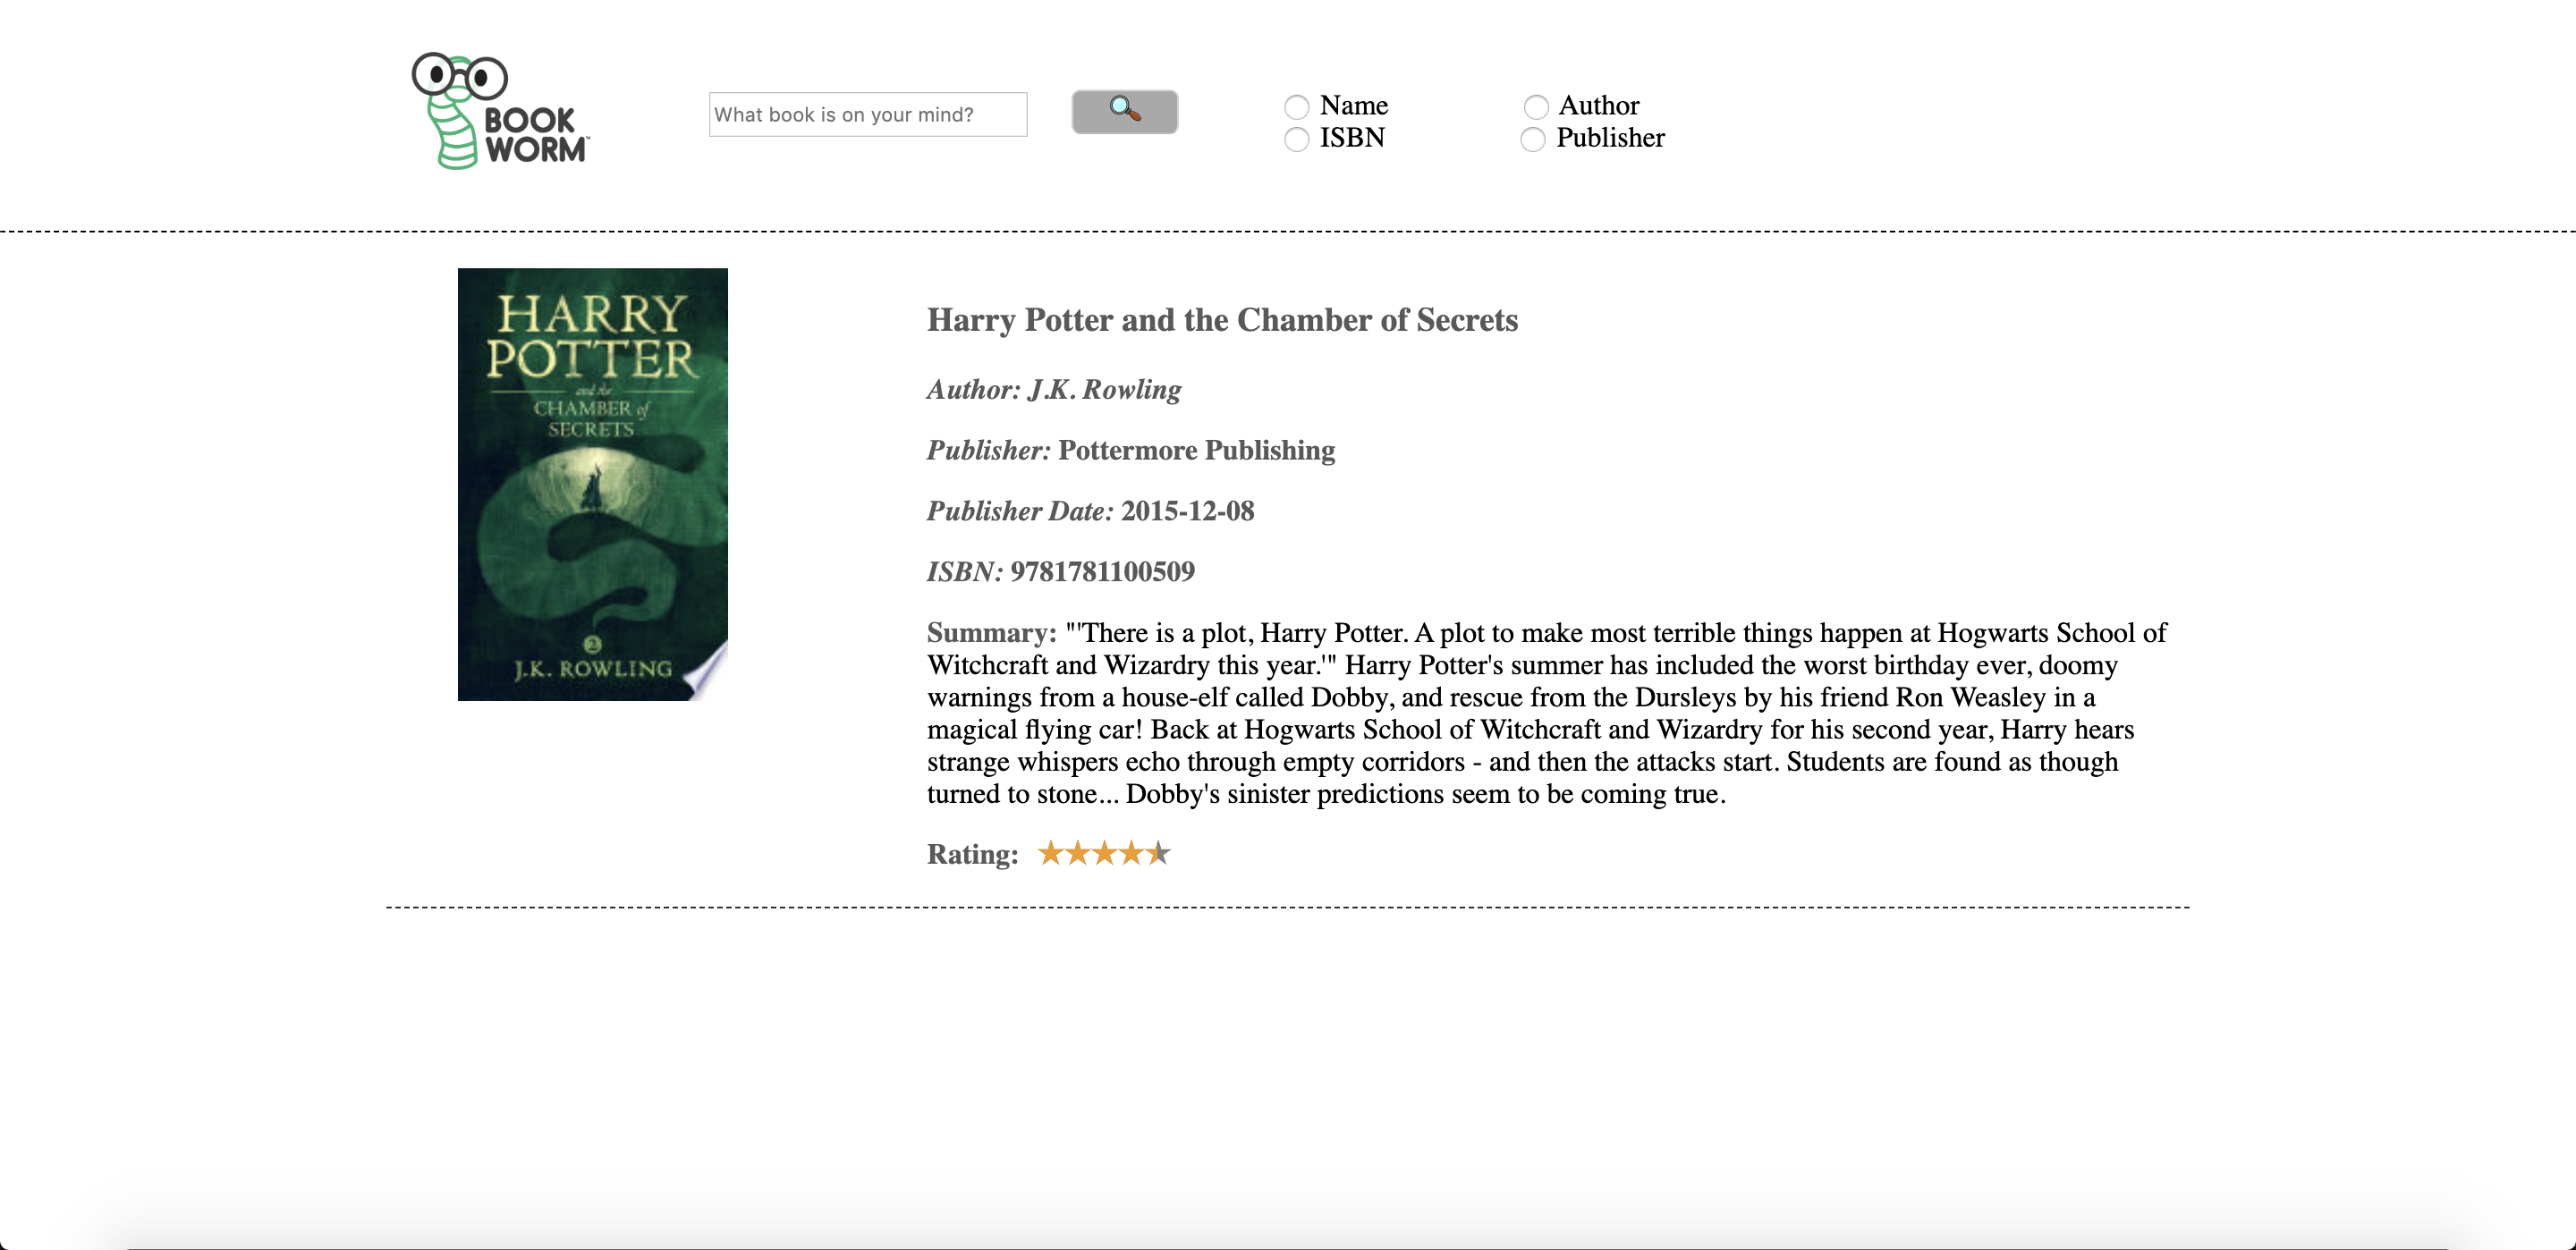 BOOK
WORM™
What book is on your mind?
Name
Author
ISBN
Publisher
HARRY
POTTER
and the
CHAMBER of
SECRETS
2
J.K. ROWLING
Harry Potter and the Chamber of Secrets
Author: J.K. Rowling
Publisher: Pottermore Publishing
Publisher Date: 2015-12-08
ISBN: 9781781100509
Summary: "'There is a plot, Harry Potter. A plot to make most terrible things happen at Hogwarts School of
Witchcraft and Wizardry this year.'" Harry Potter's summer has included the worst birthday ever, doomy
warnings from a house-elf called Dobby, and rescue from the Dursleys by his friend Ron Weasley in a
magical flying car! Back at Hogwarts School of Witchcraft and Wizardry for his second year, Harry hears
strange whispers echo through empty corridors - and then the attacks start. Students are found as though
turned to stone... Dobby's sinister predictions seem to be coming true.
Rating: